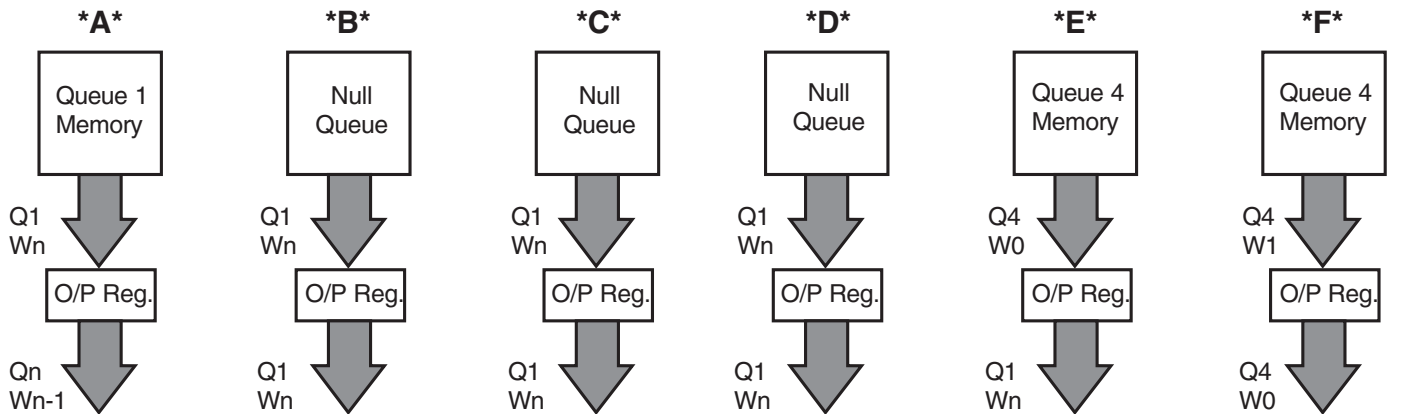 *A*
Queue 1
Memory
Q1
Wn
O/P Reg.
Qn
Wn-1
*B*
Null
Queue
Q1
Wn
O/P Reg.
Q1
Wn
*C*
Null
Queue
Q1
Wn
O/P Reg.
Q1
Wn
*D*
Null
Queue
Q1
Wn
O/P Reg.
Q1
Wn
*E*
Queue 4
Memory
Q4
W0
O/P Reg.
Q1
Wn
*F*
Queue 4
Memory
Q4
W1
O/P Reg.
Q4
W0